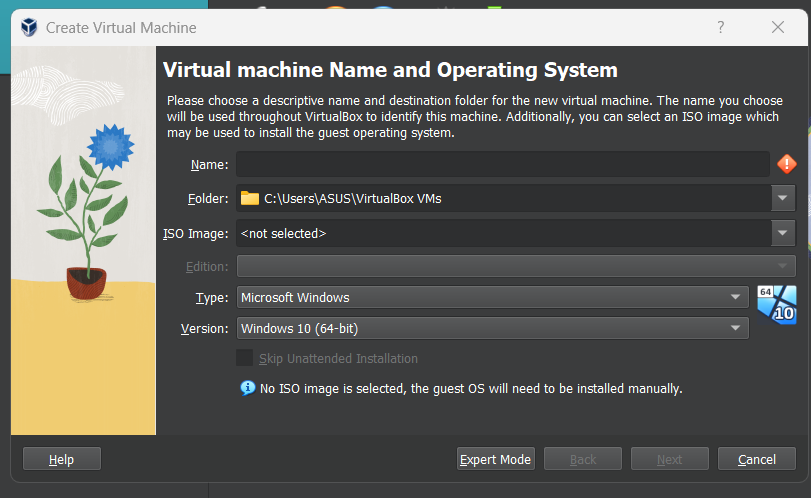 Create Virtual Machine
?
Virtual machine Name and Operating System
Please choose a descriptive name and destination folder for the new virtual machine. The name you choose
will be used throughout VirtualBox to identify this machine. Additionally, you can select an ISO image which
may be used to install the guest operating system.
Name:
Folder: C:\Users\ASUS\VirtualBox VMs
ISO Image: <not selected>
Edition:
Type: Microsoft Windows
64
Version: Windows 10 (64-bit)
10
Skip Unattended Installation
No ISO image is selected, the guest OS will need to be installed manually.
Help Expert Mode Back Next Cancel